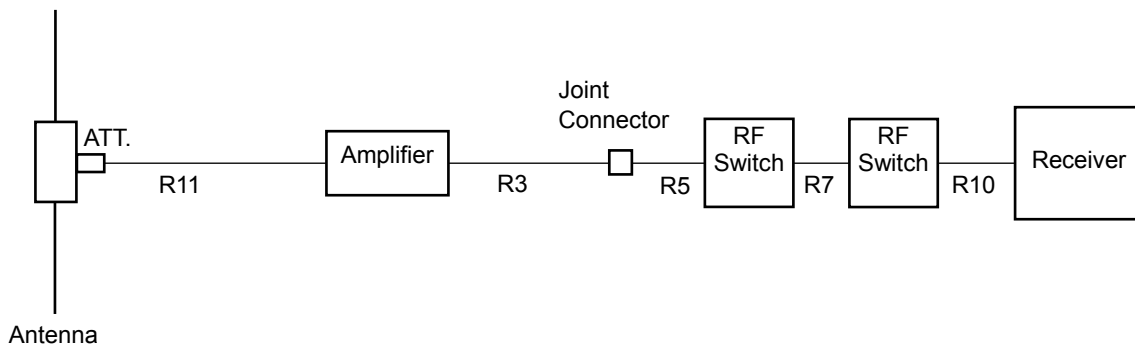 Joint
Connector
ATT.
Amplifier
RF
Switch
RF
Switch
Receiver
R11
R3
R5
R7
R10
Antenna